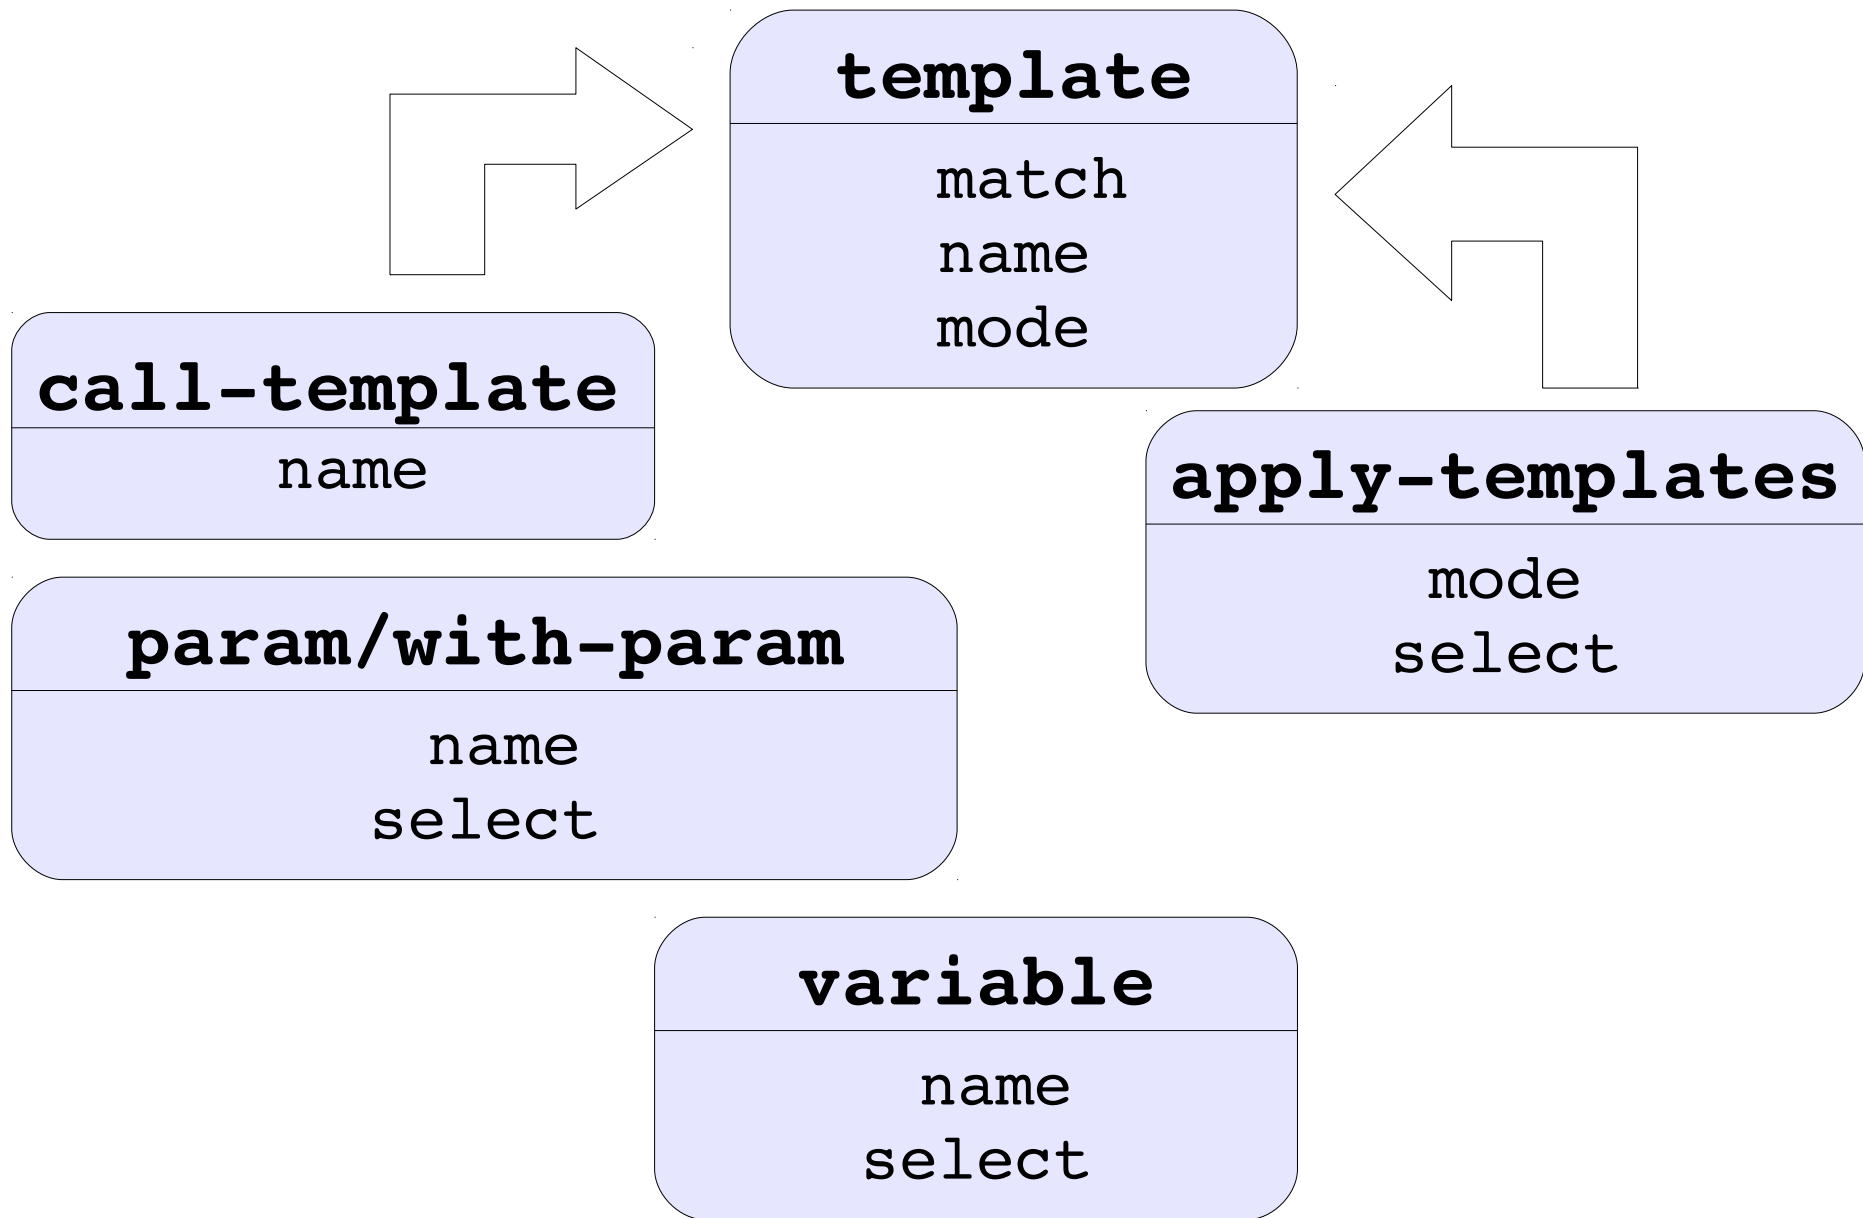 template
match
name
mode
call-template
name
apply-templates
mode
select
param/with-param
name
select
variable
name
select